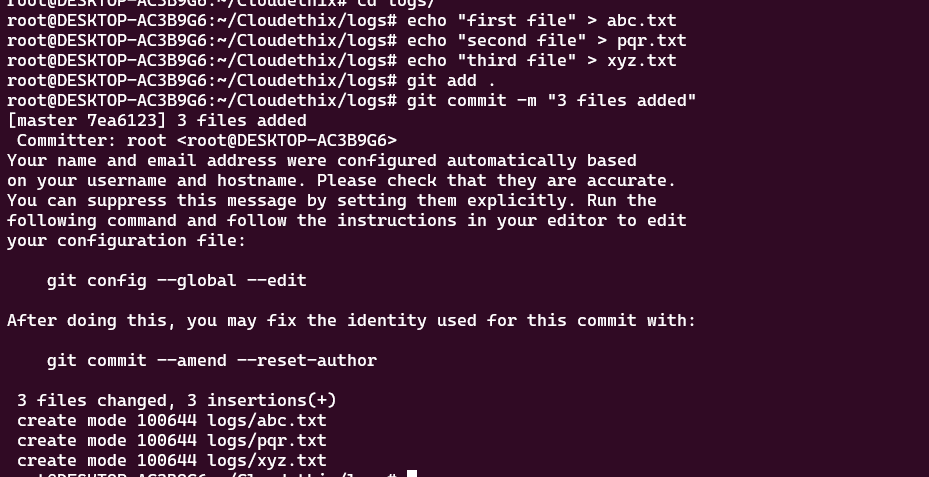 root@DESKTOP-AC3B9G6:~/Cloudethix# cd logs/
root@DESKTOP-AC3B9G6:~/Cloudethix/logs# echo "first file" > abc.txt
root@DESKTOP-AC3B9G6:~/Cloudethix/logs# echo "second file" > pqr.txt
root@DESKTOP-AC3B9G6:~/Cloudethix/logs# echo "third file" > xyz.txt
root@DESKTOP-AC3B9G6:~/Cloudethix/logs# git add .
root@DESKTOP-AC3B9G6:~/Cloudethix/logs# git commit -m "3 files added"
[master 7ea6123] 3 files added
 Committer: root <root@DESKTOP-AC3B9G6>
Your name and email address were configured automatically based
on your username and hostname. Please check that they are accurate.
You can suppress this message by setting them explicitly. Run the
following command and follow the instructions in your editor to edit
your configuration file:

    git config --global --edit

After doing this, you may fix the identity used for this commit with:

    git commit --amend --reset-author

 3 files changed, 3 insertions(+)
 create mode 100644 logs/abc.txt
 create mode 100644 logs/pqr.txt
 create mode 100644 logs/xyz.txt
root@DESKTOP-AC3B9G6:~/Cloudethix/logs#